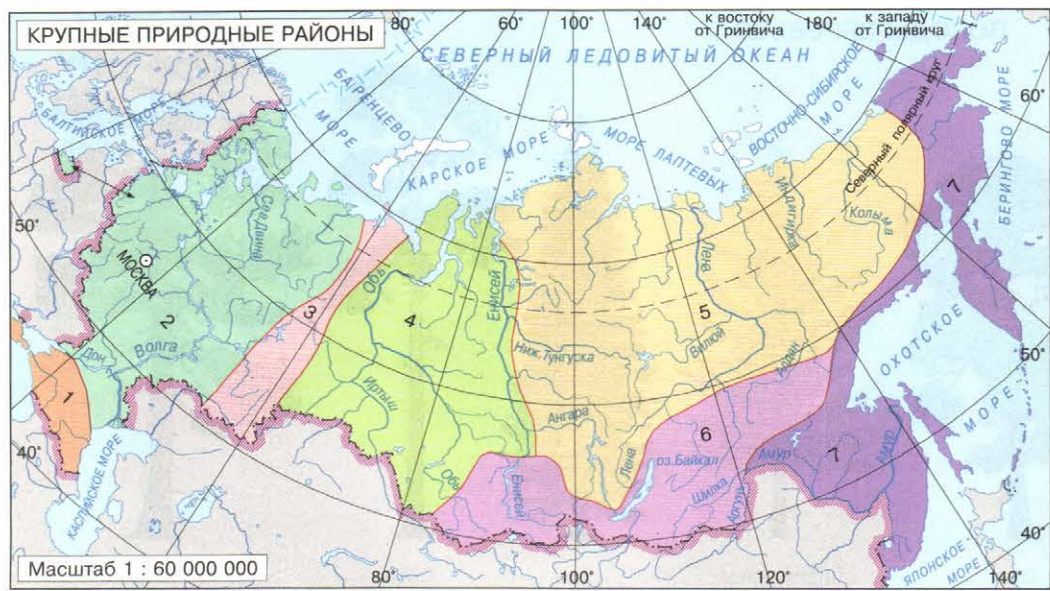 КРУПНЫЕ ПРИРОДНЫЕ РАЙОНЫ
80°
60°
100°
140°
к востоку
от Гринвича
180°
к западу
от Гринвича
СЕВЕРНЫЙ ЛЕДОВИТЫЙ ОКЕАН
БАРЕНЦЕВО
МОРЕ
БАЛТИЙСКОЕ МОРЕ
КАРСКОЕ МОРЕ
МОРЕ ЛАПТЕВЫХ
ВОСТОЧНО-СИБИРСКОЕ
МОРЕ
Северный полярный круг
60°
БЕРИНГОВО МОРЕ
50°
МОСКВА
Сев.Двина
Обь
Енисей
Лена
Индигирка
Колыма
7
2
3
4
5
Волга
Дон
Ниж.Тунгуска
Вилюй
Алдан
ОХОТСКОЕ
МОРЕ
50°
1
Иртыш
Ангара
6
Лена
оз.Байкал
Амур
7
Амур
40°
КАСПИЙСКОЕ МОРЕ
Обь
Енисей
Шилка
Аргунь
40°
Масштаб 1 : 60 000 000
80°
100°
120°
ЯПОНСКОЕ
МОРЕ
140°